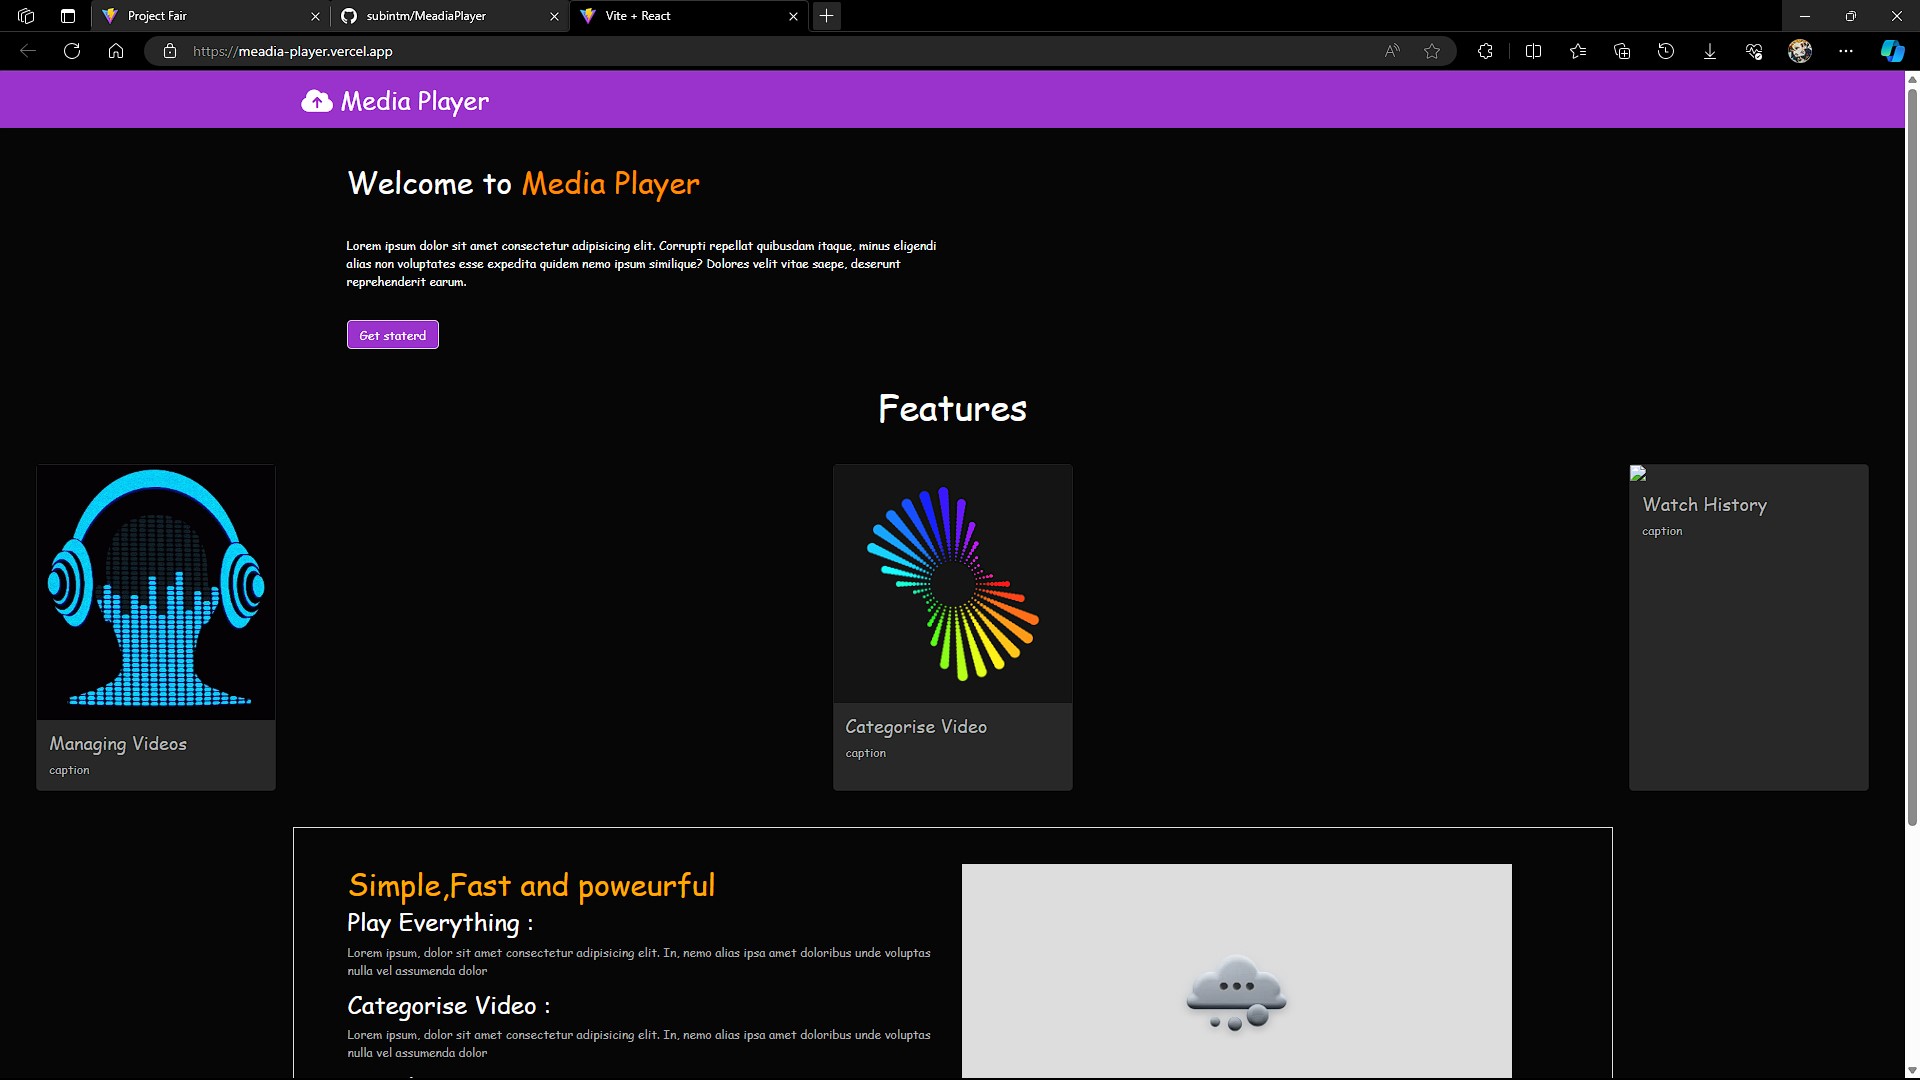 Project Fair
subintm/MeadiaPlayer
Vite + React
https://meadia-player.vercel.app
Media Player
Welcome to Media Player
Lorem ipsum dolor sit amet consectetur adipisicing elit. Corrupti repellat quibusdam itaque, minus eligendi
alias non voluptates esse expedita quidem nemo ipsum similique? Dolores velit vitae saepe, deserunt
reprehenderit earum.
Get staterd
Features
Managing Videos
caption
Categorise Video
caption
Watch History
caption
Simple,Fast and poweurful
Play Everything :
Lorem ipsum, dolor sit amet consectetur adipisicing elit. In, nemo alias ipsa amet doloribus unde voluptas
nulla vel assumenda dolor
Categorise Video :
Lorem ipsum, dolor sit amet consectetur adipisicing elit. In, nemo alias ipsa amet doloribus unde voluptas
nulla vel assumenda dolor